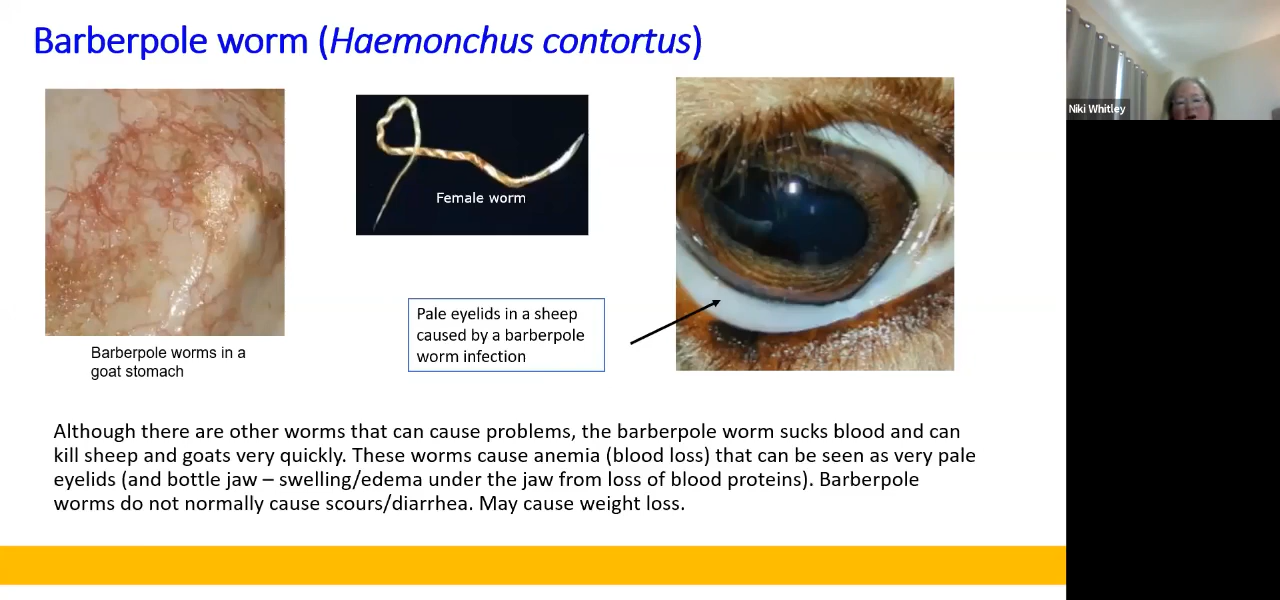 Barberpole worm (Haemonchus contortus)
Niki Whitley
Female worm
Pale eyelids in a sheep
caused by a barberpole
worm infection
Barberpole worms in a
goat stomach
Although there are other worms that can cause problems, the barberpole worm sucks blood and can
kill sheep and goats very quickly. These worms cause anemia (blood loss) that can be seen as very pale
eyelids (and bottle jaw – swelling/edema under the jaw from loss of blood proteins). Barberpole
worms do not normally cause scours/diarrhea. May cause weight loss.